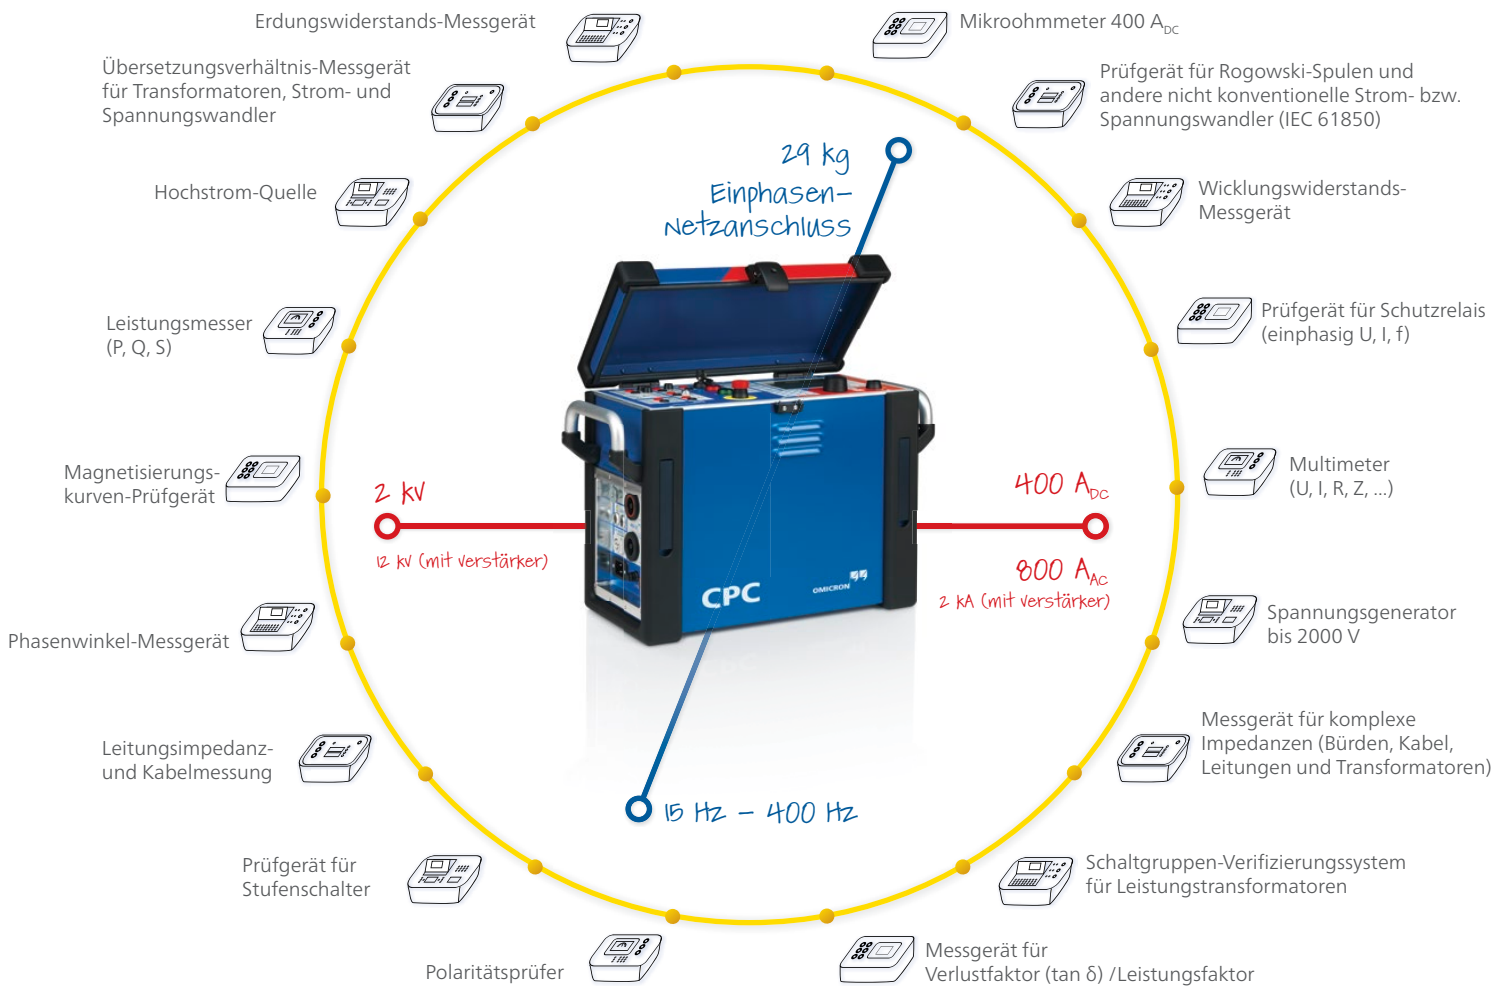 Erdungswiderstands-Messgerät
Mikroohmmeter 400 A_DC
Übersetzungsverhältnis-Messgerät
für Transformatoren, Strom- und
Spannungswandler
Prüfgerät für Rogowski-Spulen und
andere nicht konventionelle Strom- bzw.
Spannungswandler (IEC 61850)
29 kg
Einphasen-
Netzanschluss
Hochstrom-Quelle
Wicklungswiderstands-
Messgerät
Leistungsmesser
(P, Q, S)
Prüfgerät für Schutzrelais
(einphasig U, I, f)
Magnetisierungs-
kurven-Prüfgerät
2 kV
12 kV (mit Verstärker)
400 A_DC
800 A_AC
2 kA (mit Verstärker)
Multimeter
(U, I, R, Z, ...)
CPC
OMICRON
Phasenwinkel-Messgerät
Spannungsgenerator
bis 2000 V
Leitungsimpedanz-
und Kabelmessung
Messgerät für komplexe
Impedanzen (Bürden, Kabel,
Leitungen und Transformatoren)
15 Hz – 400 Hz
Prüfgerät für
Stufenschalter
Schaltgruppen-Verifizierungssystem
für Leistungstransformatoren
Polaritätsprüfer
Messgerät für
Verlustfaktor (tan δ) /Leistungsfaktor